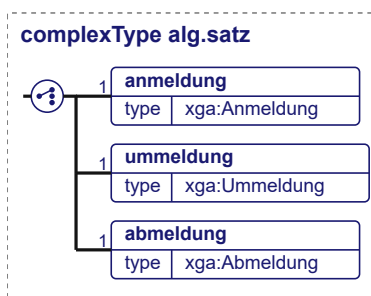 complexType alg.satz
1 anmeldung
type xga:Anmeldung
1 ummeldung
type xga:Ummeldung
1 abmeldung
type xga:Abmeldung